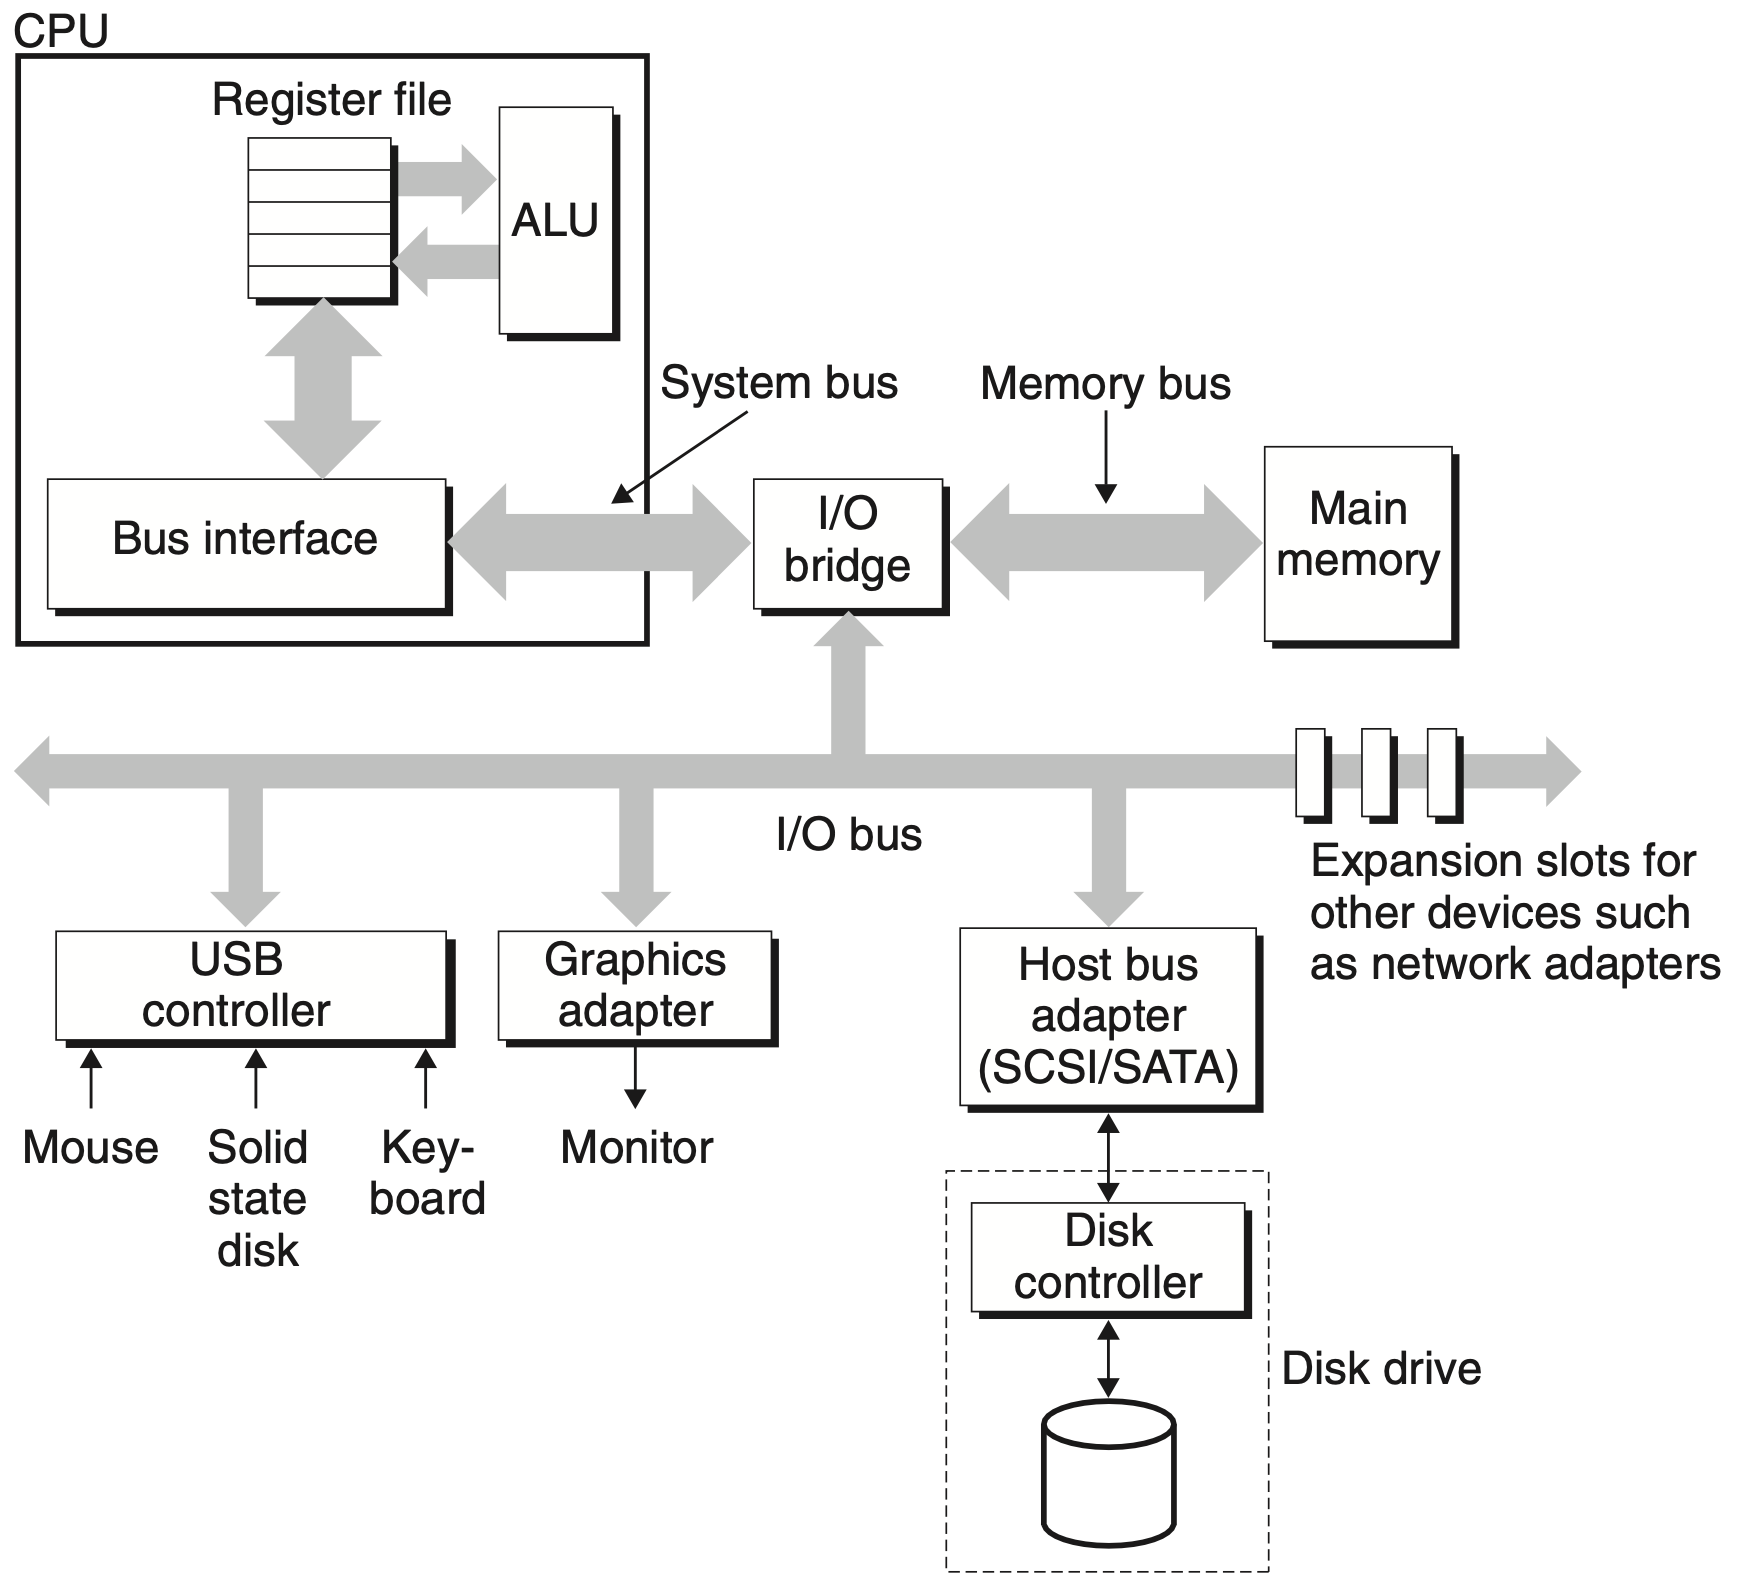 CPU
Register file
ALU
System bus
Memory bus
Bus interface
I/O
bridge
Main
memory
I/O bus
Expansion slots for
other devices such
as network adapters
USB
controller
Graphics
adapter
Host bus
adapter
(SCSI/SATA)
Mouse
Solid
state
disk
Key-
board
Monitor
Disk
controller
Disk drive